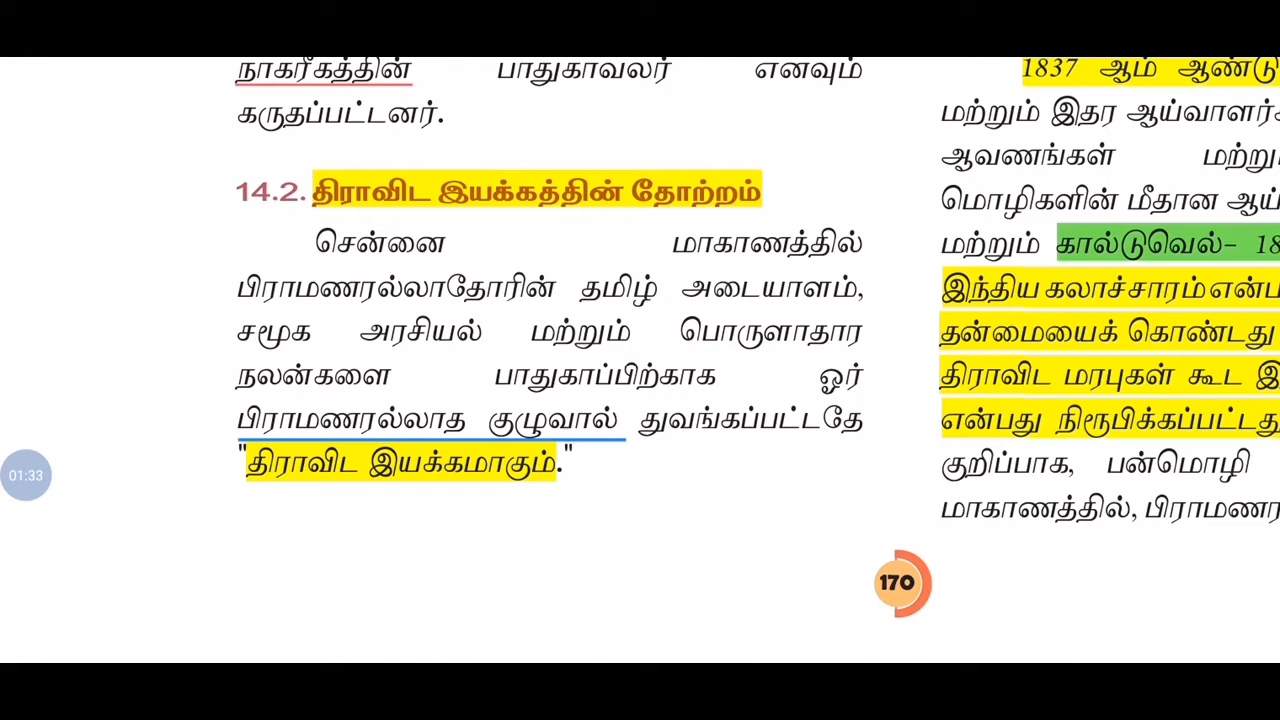 நாகரீகத்தின் பாதுகாவலர் எனவும்
கருதப்பட்டனர்.
14.2. திராவிட இயக்கத்தின் தோற்றம்
சென்னை மாகாணத்தில்
பிராமணரல்லாதோரின் தமிழ் அடையாளம்,
சமூக அரசியல் மற்றும் பொருளாதார
நலன்களை பாதுகாப்பிற்காக ஓர்
பிராமணரல்லாத குழுவால் துவங்கப்பட்டதே
"திராவிட இயக்கமாகும்."
01:33
1837 ஆம் ஆண்டு
மற்றும் இதர
ஆவணங்கள்
மொழிகளின் மீதான
மற்றும் கால்டுவெல்- 18
இந்திய கலாச்சாரம்
தன்மையைக் கொண்டது
திராவிட மரபுகள் கூட
என்பது நிரூபிக்கப்பட்டது
குறிப்பாக, பன்மொழி
மாகாணத்தில்,
170